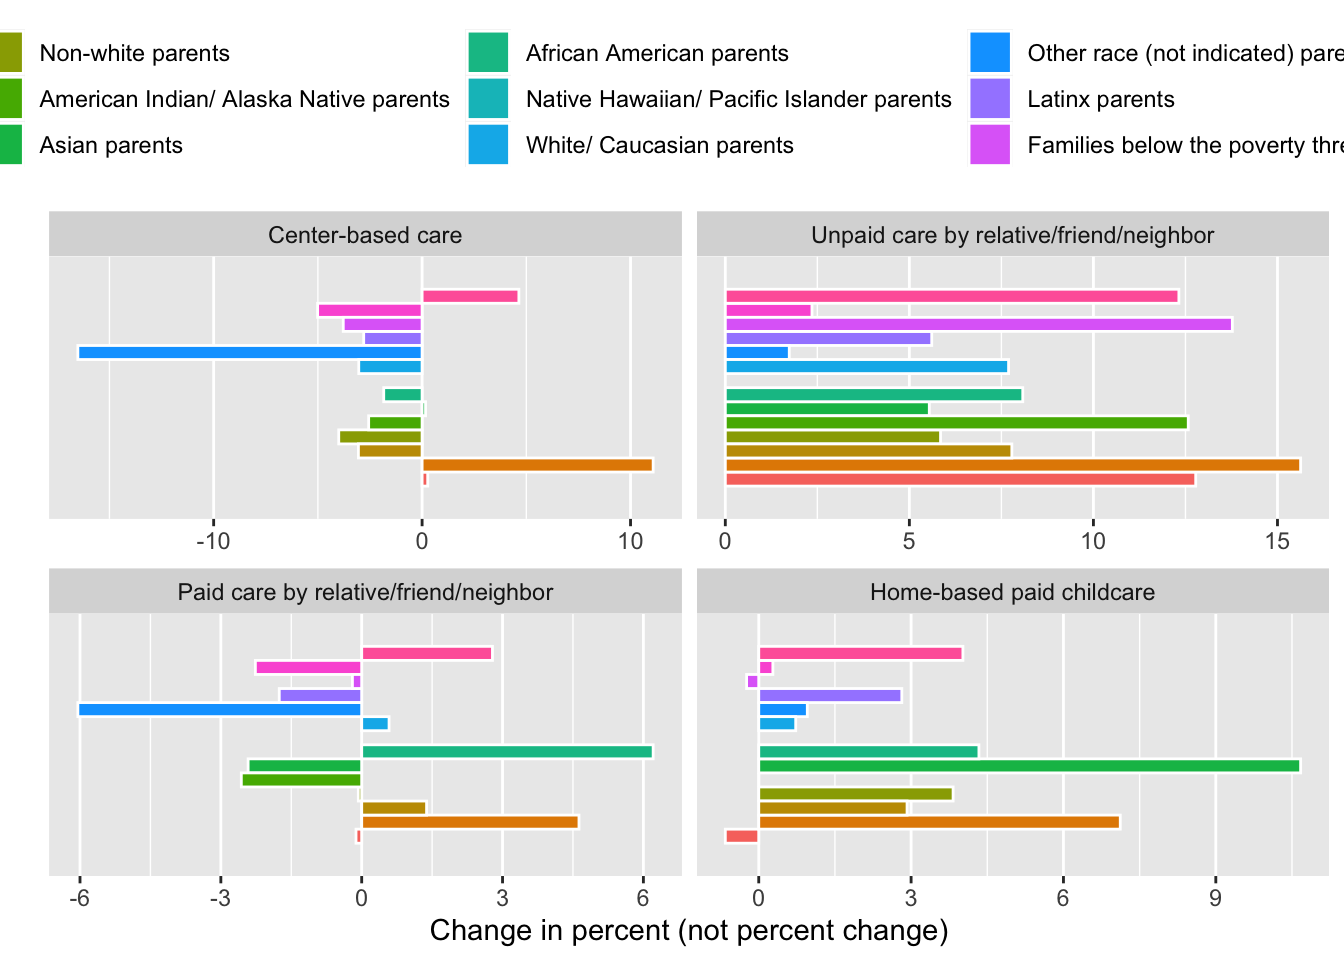 Non-white parents
African American parents
Other race (not indicated) pare
American Indian/ Alaska Native parents
Native Hawaiian/ Pacific Islander parents
Latinx parents
Asian parents
White/ Caucasian parents
Families below the poverty thre
Center-based care
Unpaid care by relative/friend/neighbor
-10 0 10
0 5 10 15
Paid care by relative/friend/neighbor
Home-based paid childcare
-6 -3 0 3 6
0 3 6 9
Change in percent (not percent change)